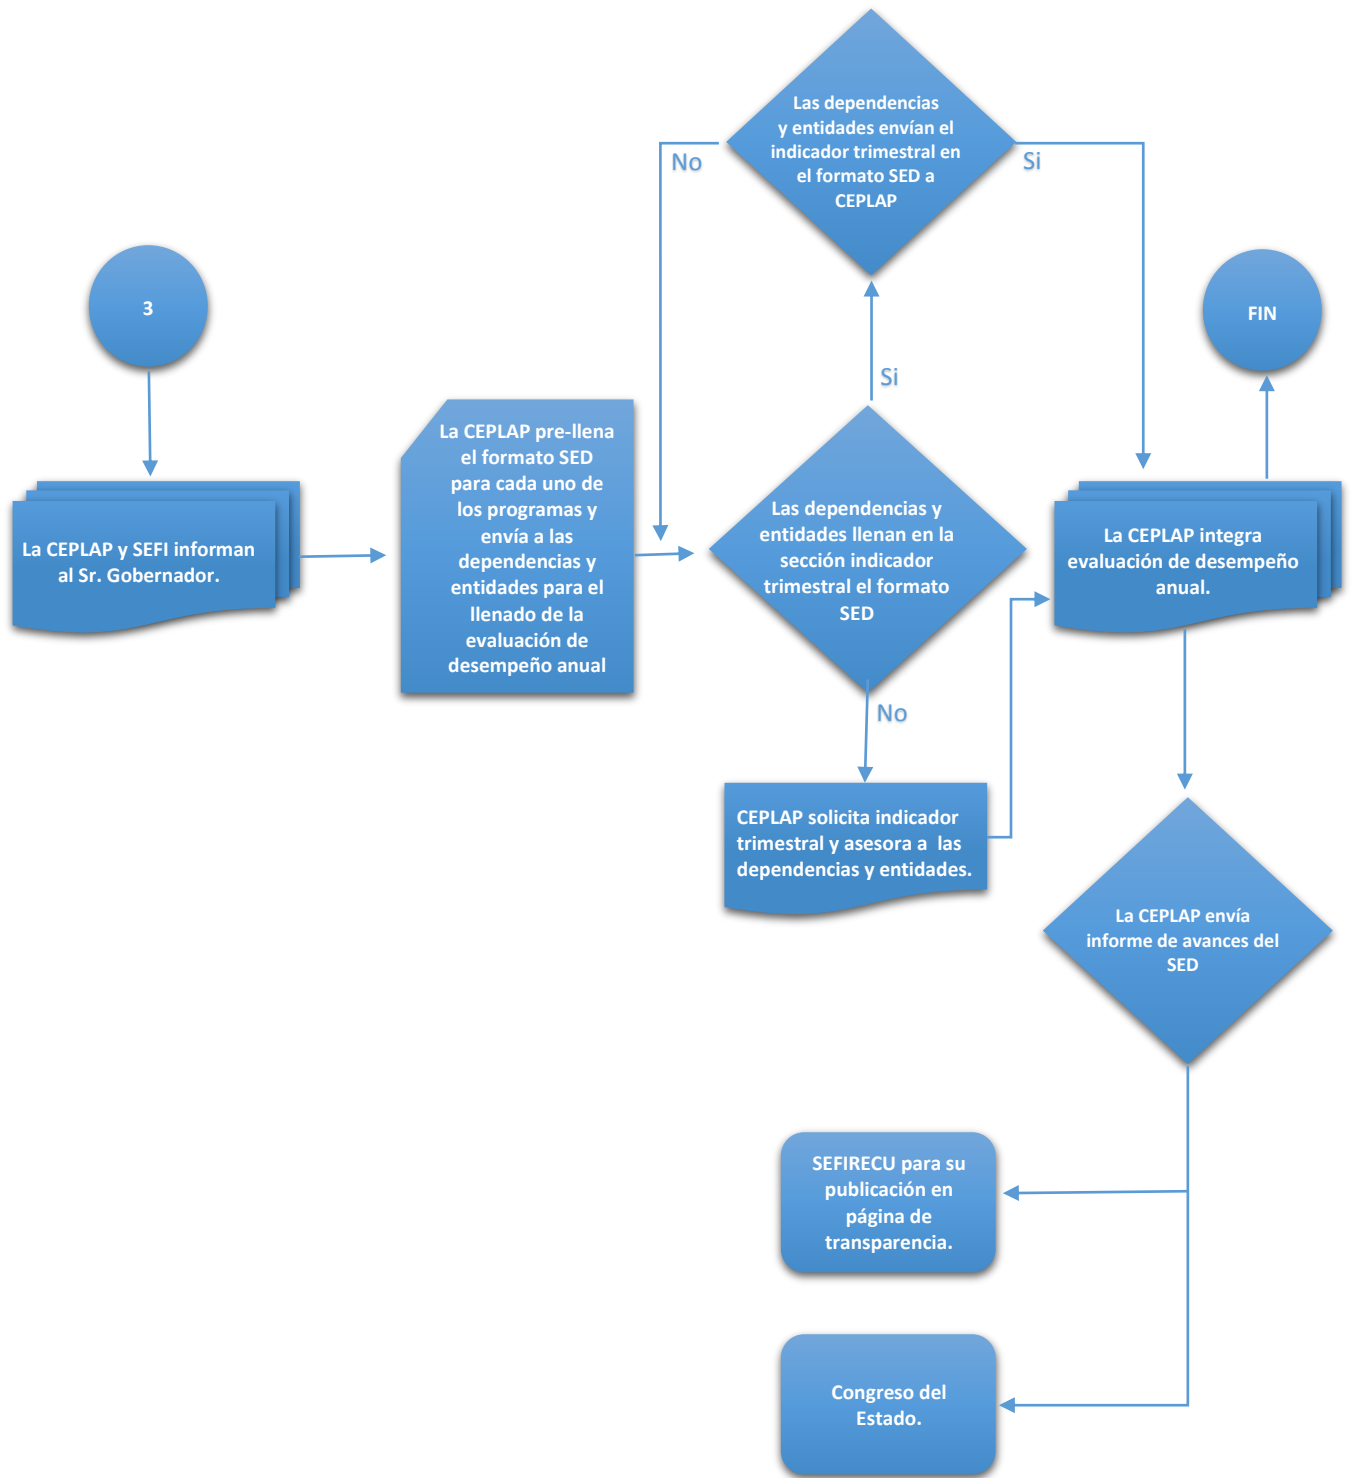 Las dependencias
y entidades envían el
indicador trimestral en
el formato SED a
CEPLAP
No
Si
3
FIN
Si
La CEPLAP pre-llena
el formato SED
para cada uno de
los programas y
envía a las
dependencias y
entidades para el
llenado de la
evaluación de
desempeño anual
La CEPLAP y SEFI informan
al Sr. Gobernador.
Las dependencias y
entidades llenan en la
sección indicador
trimestral el formato
SED
La CEPLAP integra
evaluación de desempeño
anual.
No
CEPLAP solicita indicador
trimestral y asesora a  las
dependencias y entidades.
La CEPLAP envía
informe de avances del
SED
SEFIRECU para su
publicación en
página de
transparencia.
Congreso del
Estado.